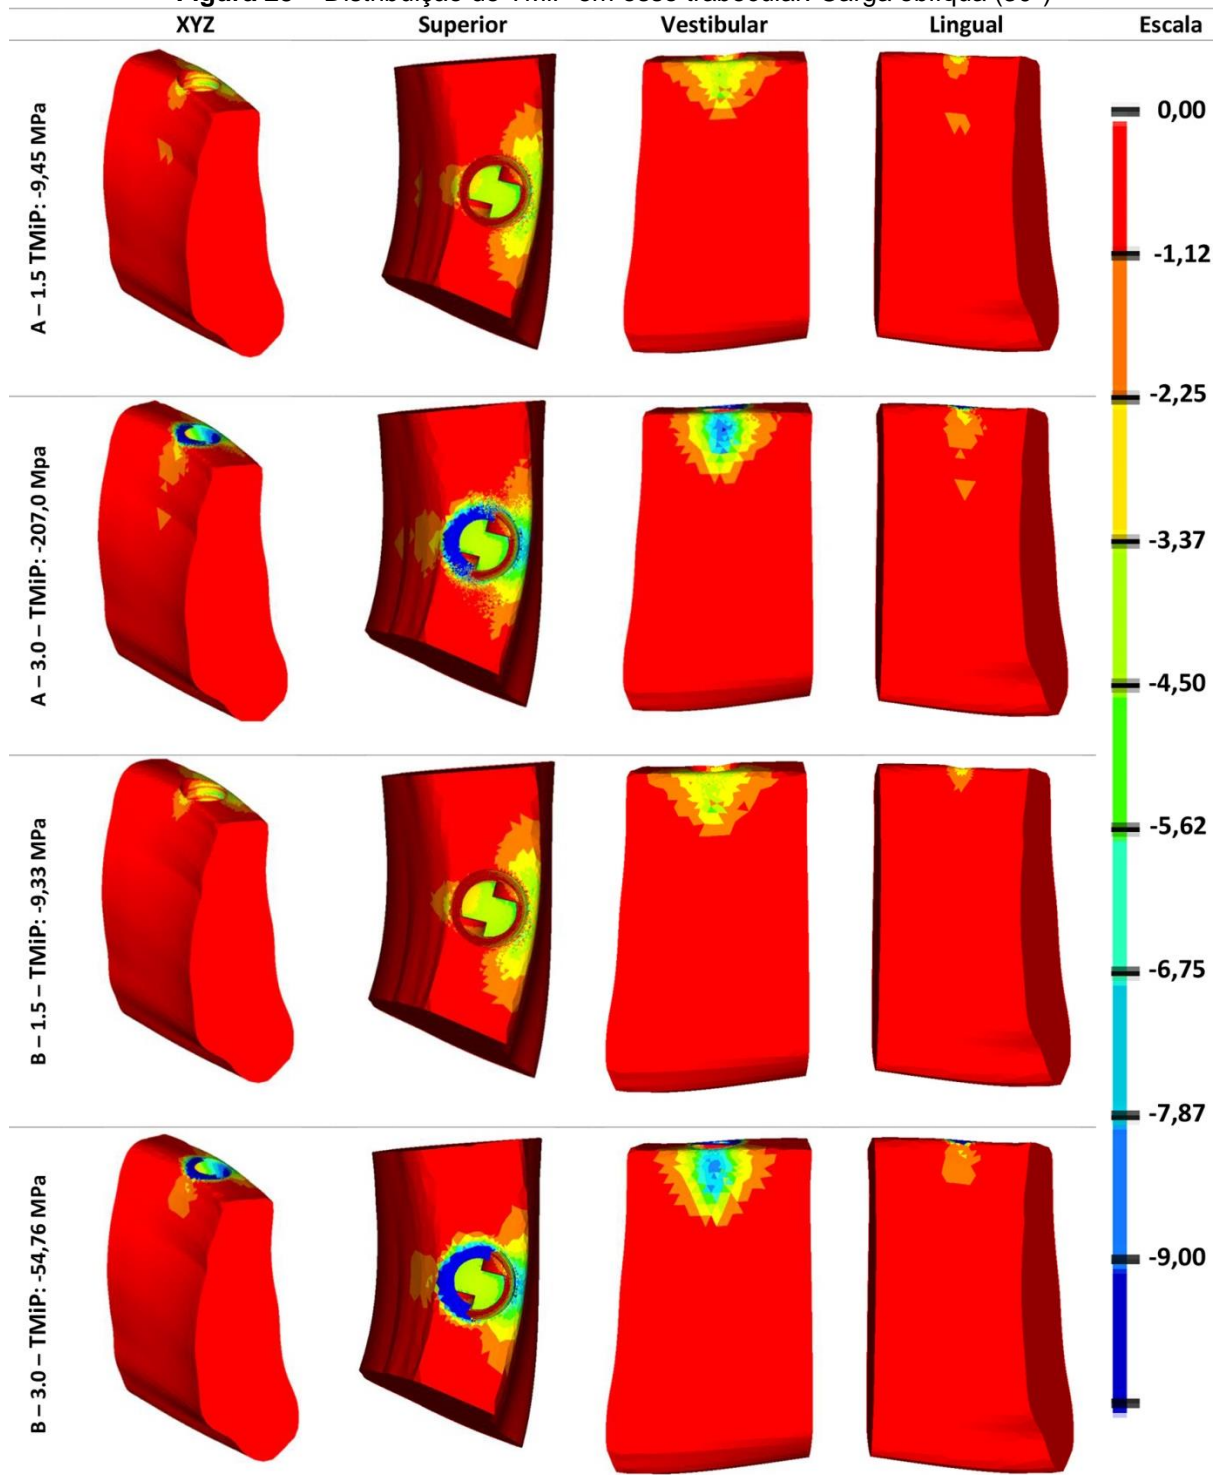 XYZ Superior Vestibular Lingual Escala
A – 1.5 TMiP: -9,45 MPa
A – 3.0 – TMiP: -207,0 Mpa
B – 1.5 – TMiP: -9,33 MPa
B – 3.0 – TMiP: -54,76 MPa
0,00
-1,12
-2,25
-3,37
-4,50
-5,62
-6,75
-7,87
-9,00